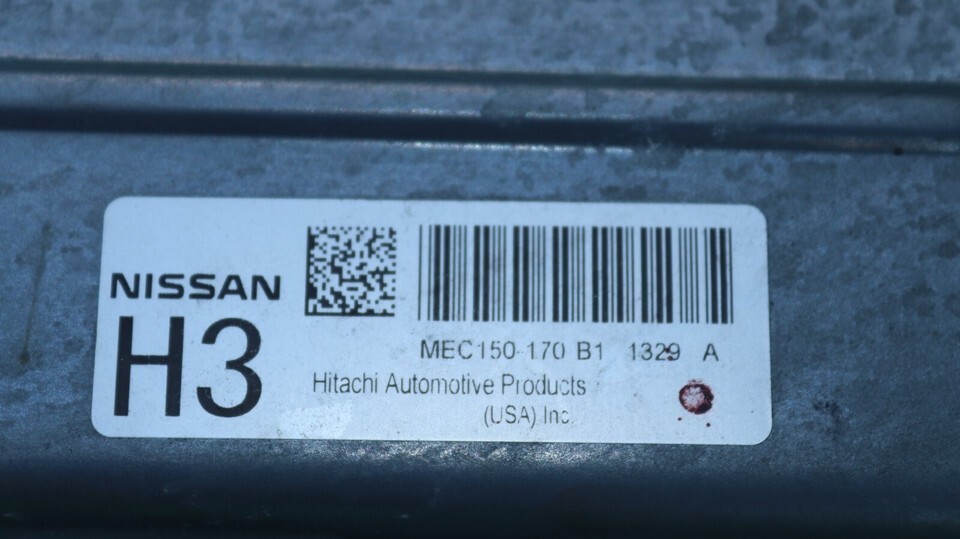 NISSAN
H3
MEC150-170 B1 1329 A
Hitachi Automotive Products
(USA) Inc.